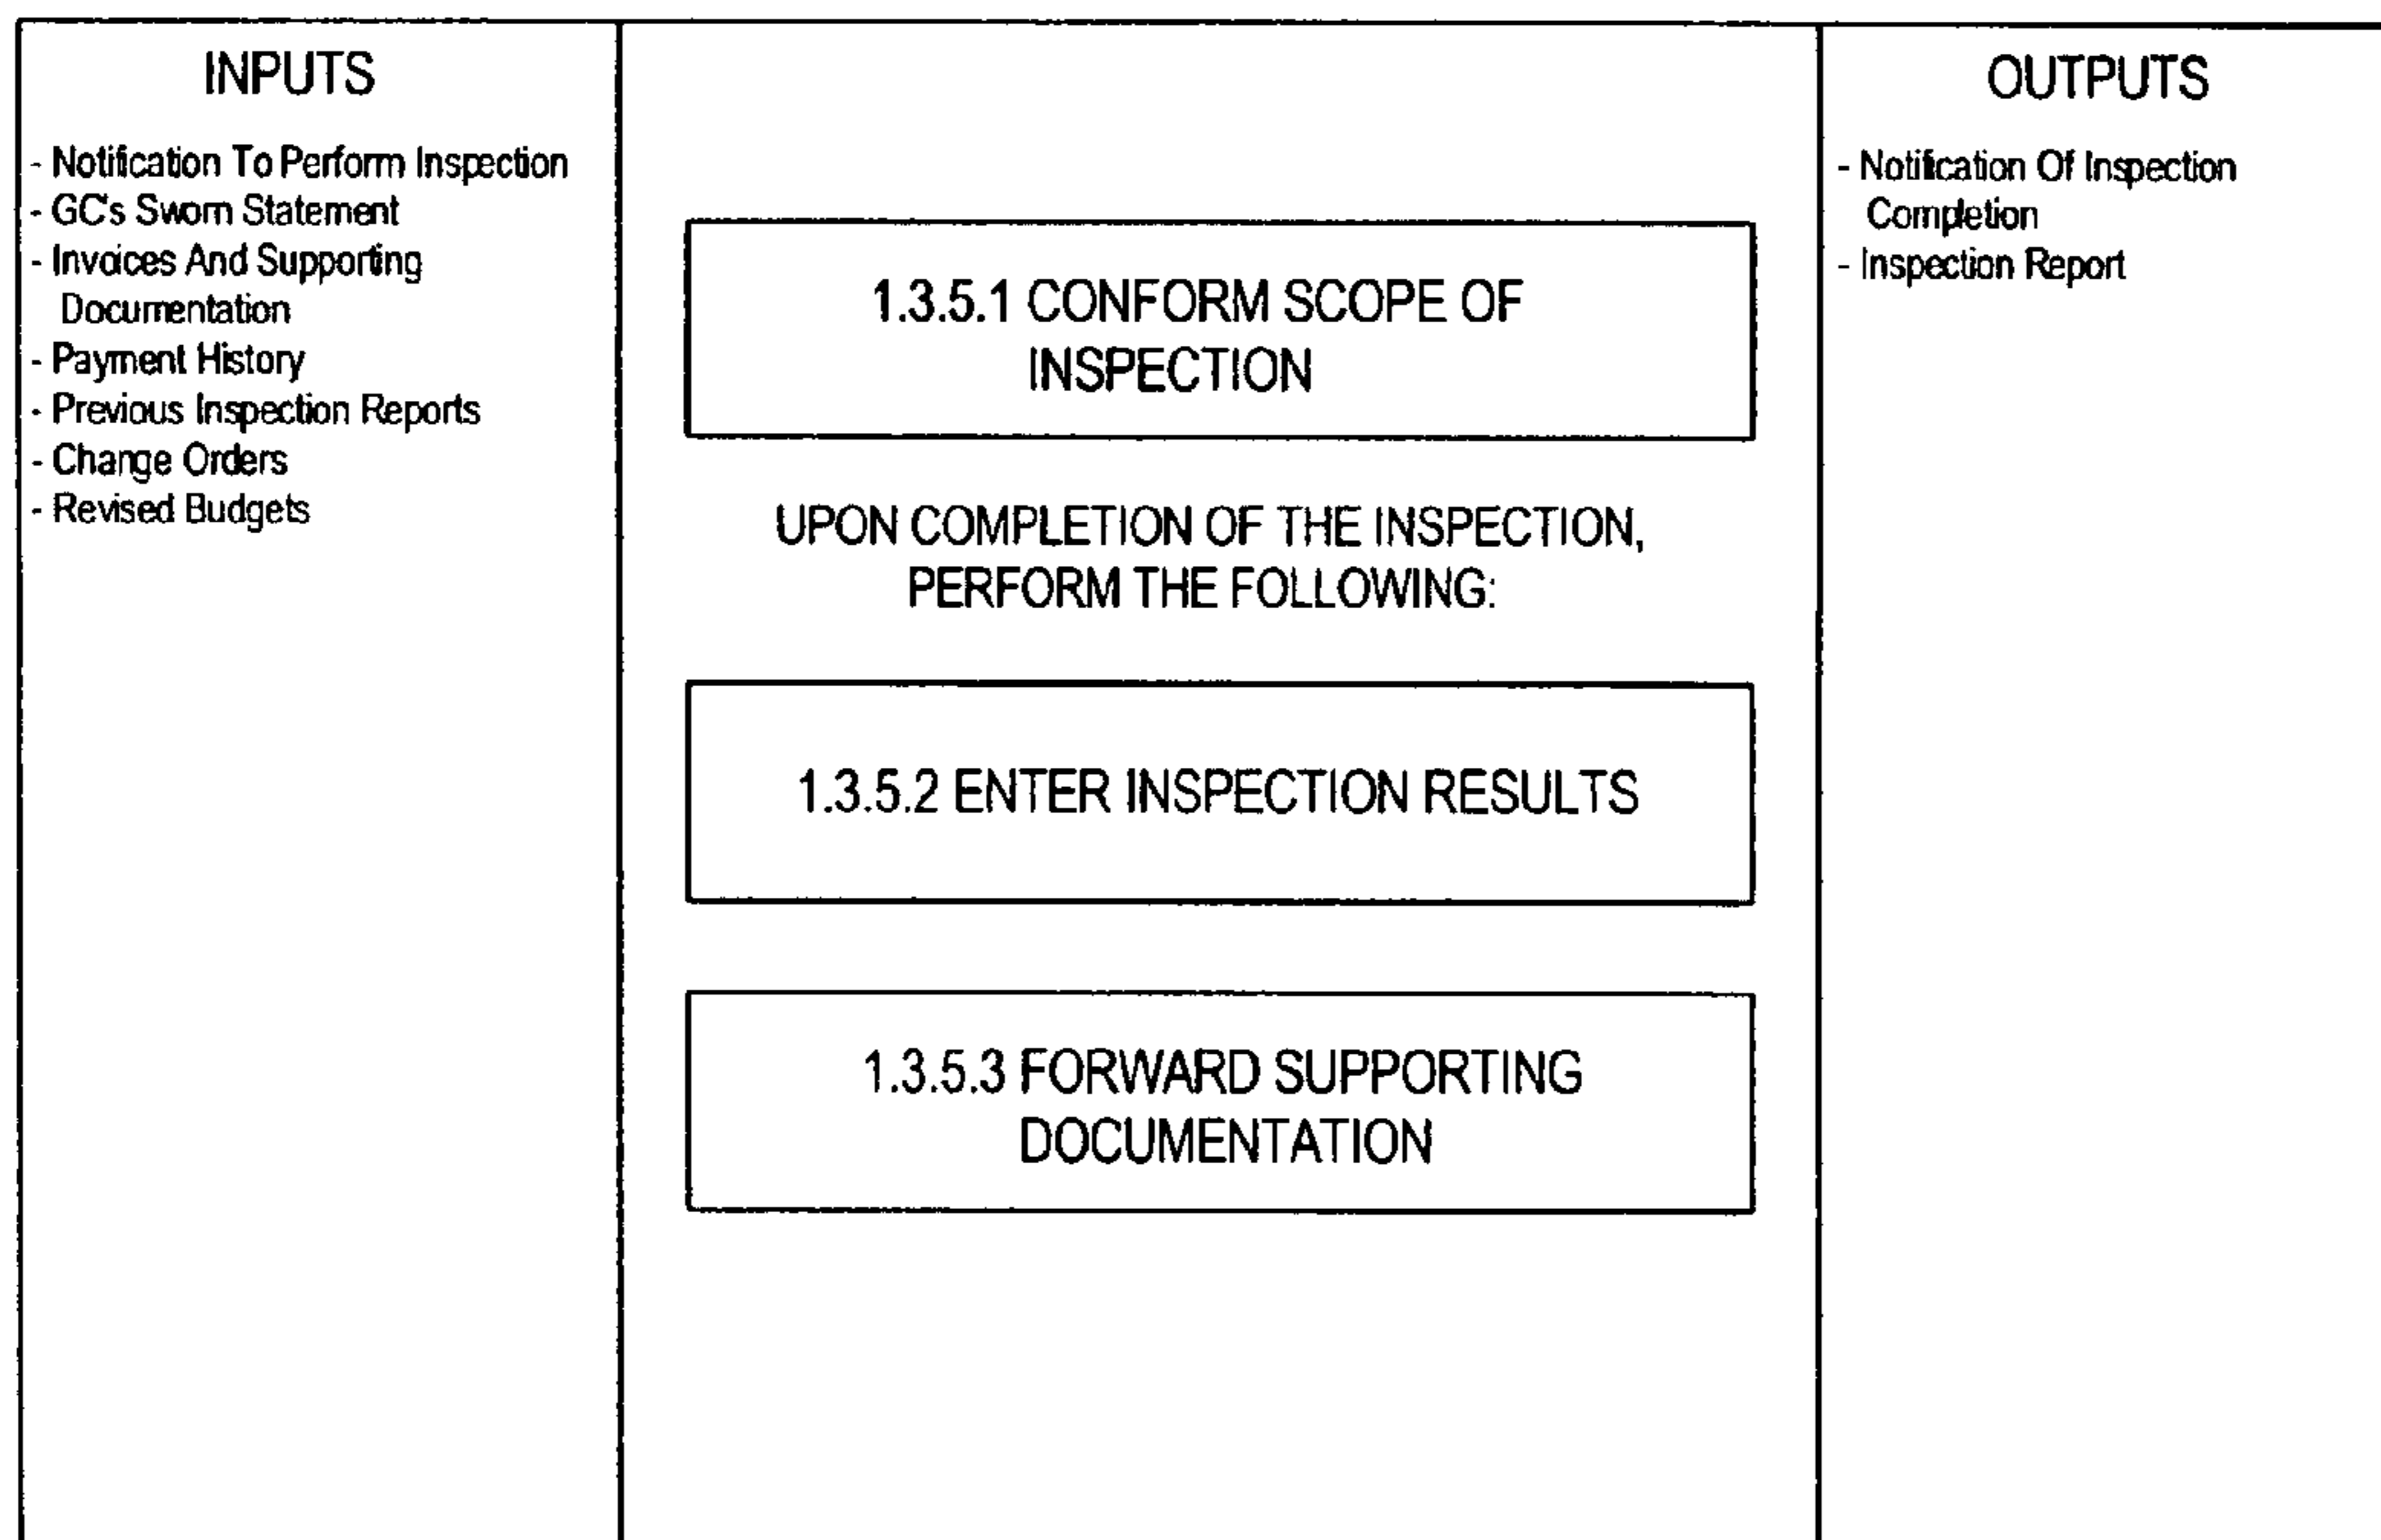 INPUTS
- Notification To Perform Inspection
- GC's Sworn Statement
- Invoices And Supporting
Documentation
- Payment History
- Previous Inspection Reports
- Change Orders
- Revised Budgets
1.3.5.1 CONFORM SCOPE OF
INSPECTION
UPON COMPLETION OF THE INSPECTION,
PERFORM THE FOLLOWING:
1.3.5.2 ENTER INSPECTION RESULTS
1.3.5.3 FORWARD SUPPORTING
DOCUMENTATION
OUTPUTS
- Notification Of Inspection
Completion
- Inspection Report